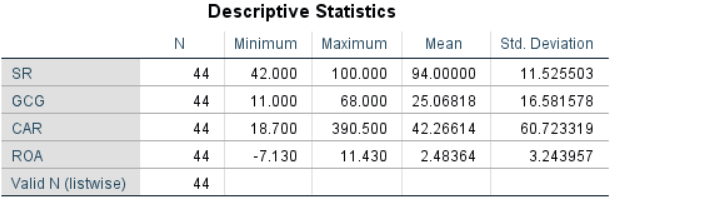 Descriptive Statistics
N Minimum Maximum Mean Std. Deviation
SR 44 42.000 100.000 94.00000 11.525503
GCG 44 11.000 68.000 25.06818 16.581578
CAR 44 18.700 390.500 42.26614 60.723319
ROA 44 -7.130 11.430 2.48364 3.243957
Valid N (listwise) 44